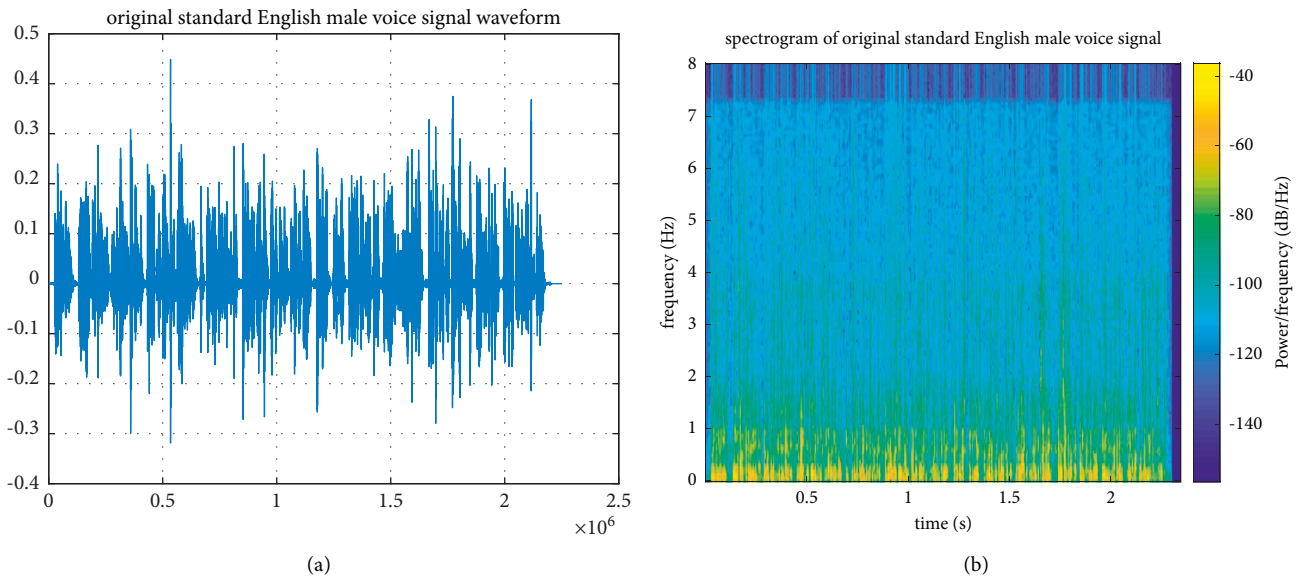 original standard English male voice signal waveform
0.5
0.4
0.3
0.2
0.1
0
-0.1
-0.2
-0.3
-0.4
0 0.5 1 1.5 2 2.5
×10⁶
(a)
spectrogram of original standard English male voice signal
8
7
6
5
4
3
2
1
0
frequency (Hz)
0.5 1 1.5 2
time (s)
-40
-60
-80
-100
-120
-140
Power/frequency (dB/Hz)
(b)